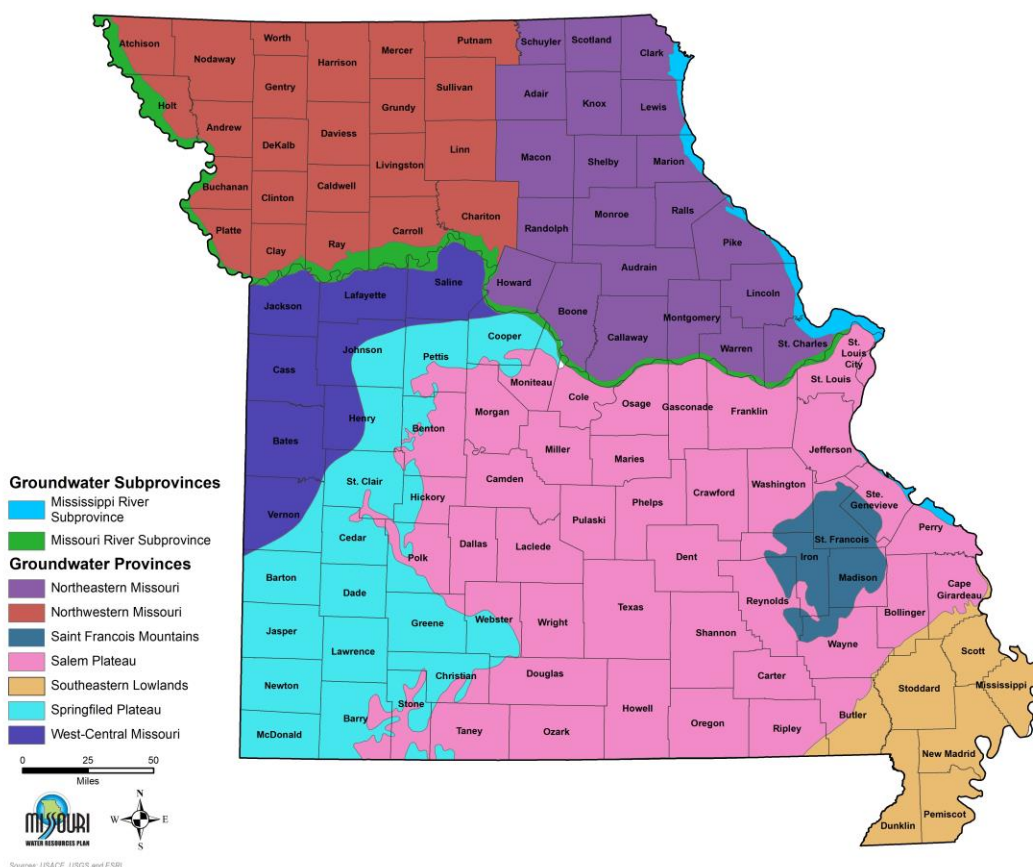 Atchison
Nodaway
Worth
Harrison
Mercer
Putnam
Schuyler
Scotland
Clark
Holt
Gentry
Sullivan
Adair
Knox
Lewis
Andrew
DeKalb
Daviess
Grundy
Livingston
Linn
Macon
Shelby
Marion
Buchanan
Clinton
Caldwell
Chariton
Randolph
Monroe
Ralls
Pike
Platte
Clay
Ray
Carroll
Howard
Audrain
Lincoln
Jackson
Lafayette
Saline
Boone
Callaway
Montgomery
Warren
St. Charles
St.
Louis
City
Cass
Johnson
Pettis
Cooper
Moniteau
Cole
Osage
Gasconade
Franklin
St. Louis
Bates
Henry
Benton
Morgan
Miller
Maries
Jefferson
Vernon
St. Clair
Hickory
Camden
Pulaski
Phelps
Crawford
Washington
Ste.
Genevieve
Perry
St. Francois
Cedar
Polk
Dallas
Laclede
Dent
Iron
Madison
Barton
Dade
Texas
Reynolds
Bollinger
Cape
Girardeau
Jasper
Greene
Webster
Wright
Shannon
Wayne
Scott
Lawrence
Christian
Douglas
Carter
Stoddard
Mississippi
Newton
Barry
Stone
Howell
Butler
McDonald
Taney
Ozark
Oregon
Ripley
New Madrid
Dunklin
Pemiscot
Groundwater Subprovinces
Mississippi River
Subprovince
Missouri River Subprovince
Groundwater Provinces
Northeastern Missouri
Northwestern Missouri
Saint Francois Mountains
Salem Plateau
Southeastern Lowlands
Springfiled Plateau
West-Central Missouri
0 25 50
Miles
MISSOURI
WATER RESOURCES PLAN
N
W E
S
Sources: USACE, USGS and ESRI